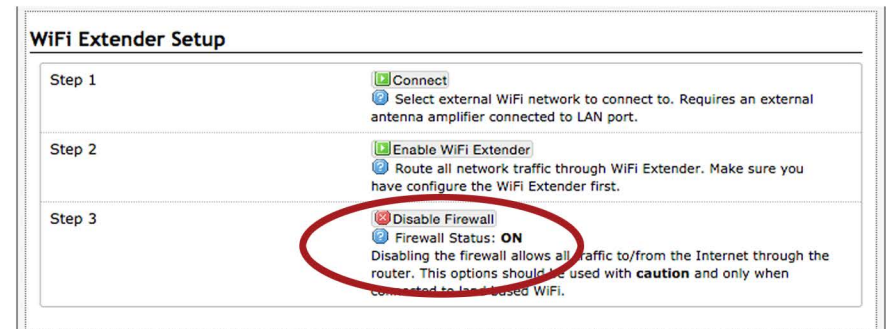 WiFi Extender Setup
Step 1
Connect
Select external WiFi network to connect to. Requires an external
antenna amplifier connected to LAN port.
Step 2
Enable WiFi Extender
Route all network traffic through WiFi Extender. Make sure you
have configure the WiFi Extender first.
Step 3
Disable Firewall
Firewall Status: ON
Disabling the firewall allows all traffic to/from the Internet through the
router. This options should be used with caution and only when
connected to land based WiFi.